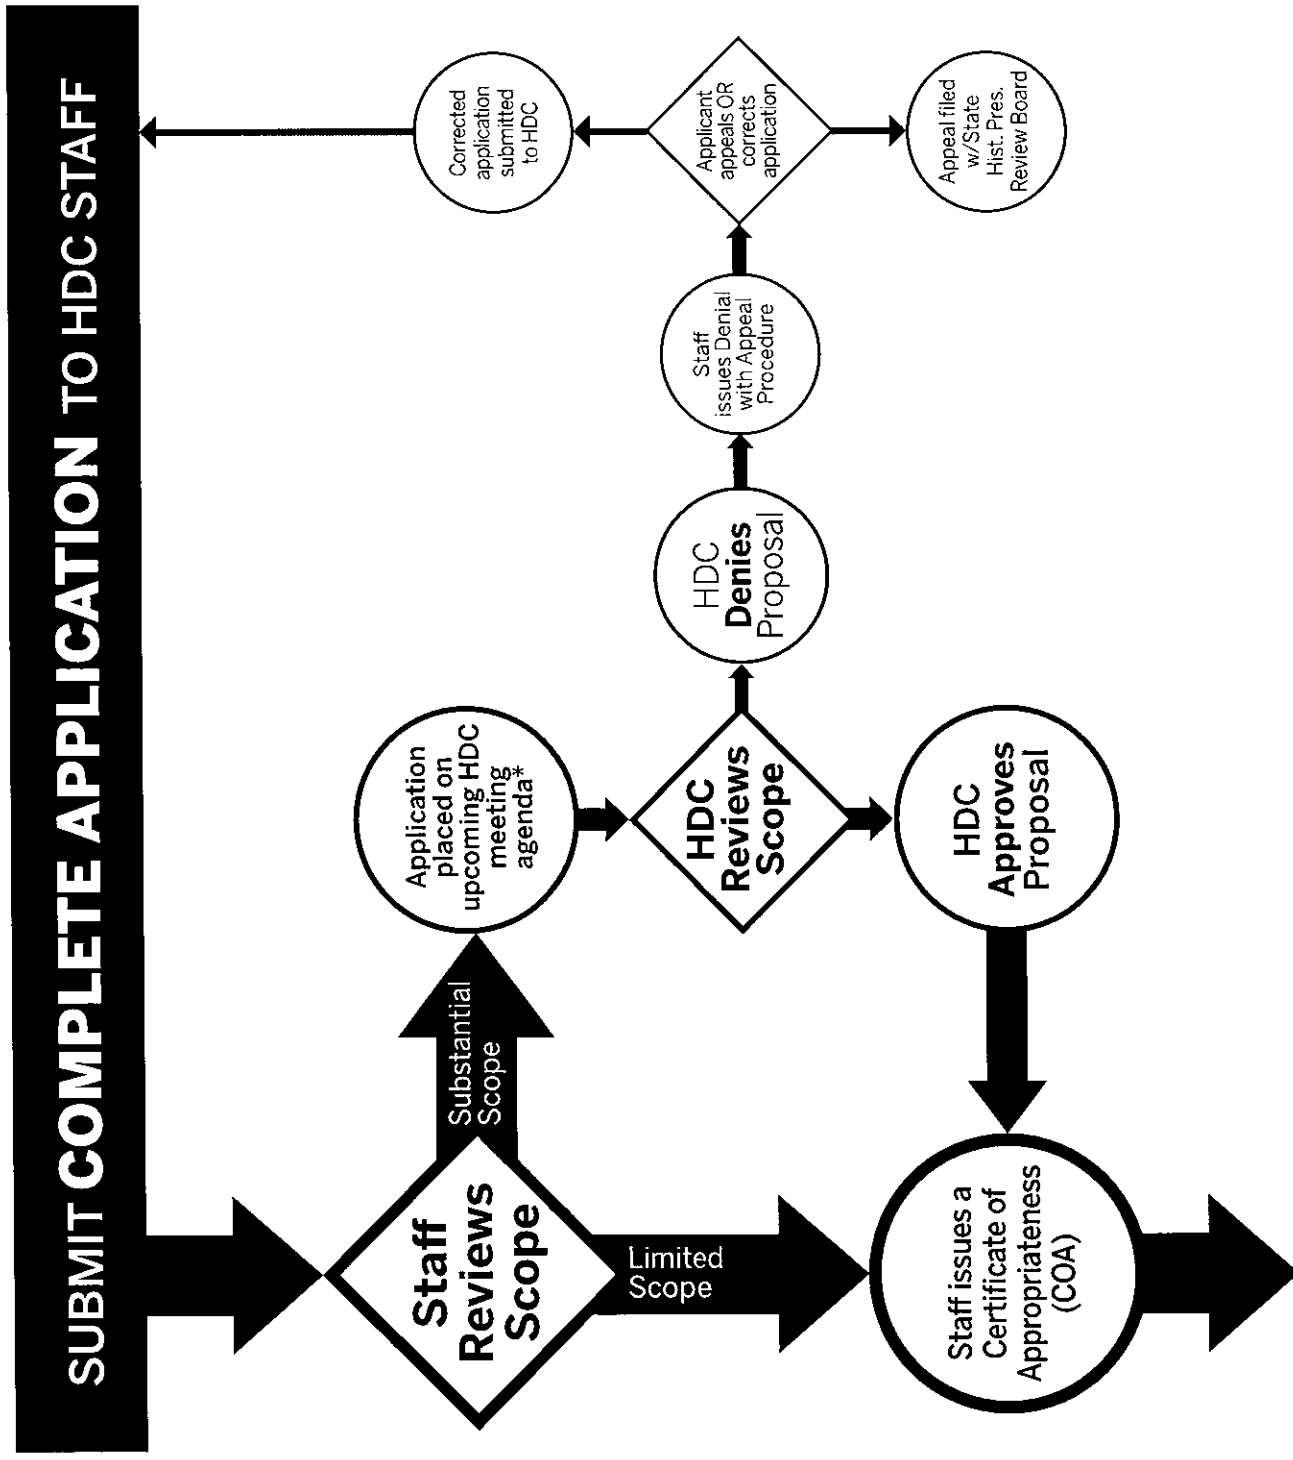 SUBMIT COMPLETE APPLICATION TO HDC STAFF
Staff
Reviews
Scope
Substantial
Scope
Application
placed on
upcoming HDC
meeting
agenda*
Corrected
application
submitted
to HDC
Limited
Scope
HDC
Reviews
Scope
HDC
Denies
Proposal
Staff
issues Denial
with Appeal
Procedure
Applicant
appeals OR
corrects
application
Staff issues a
Certificate of
Appropriateness
(COA)
HDC
Approves
Proposal
Appeal filed
w/State
Hist. Pres.
Review Board